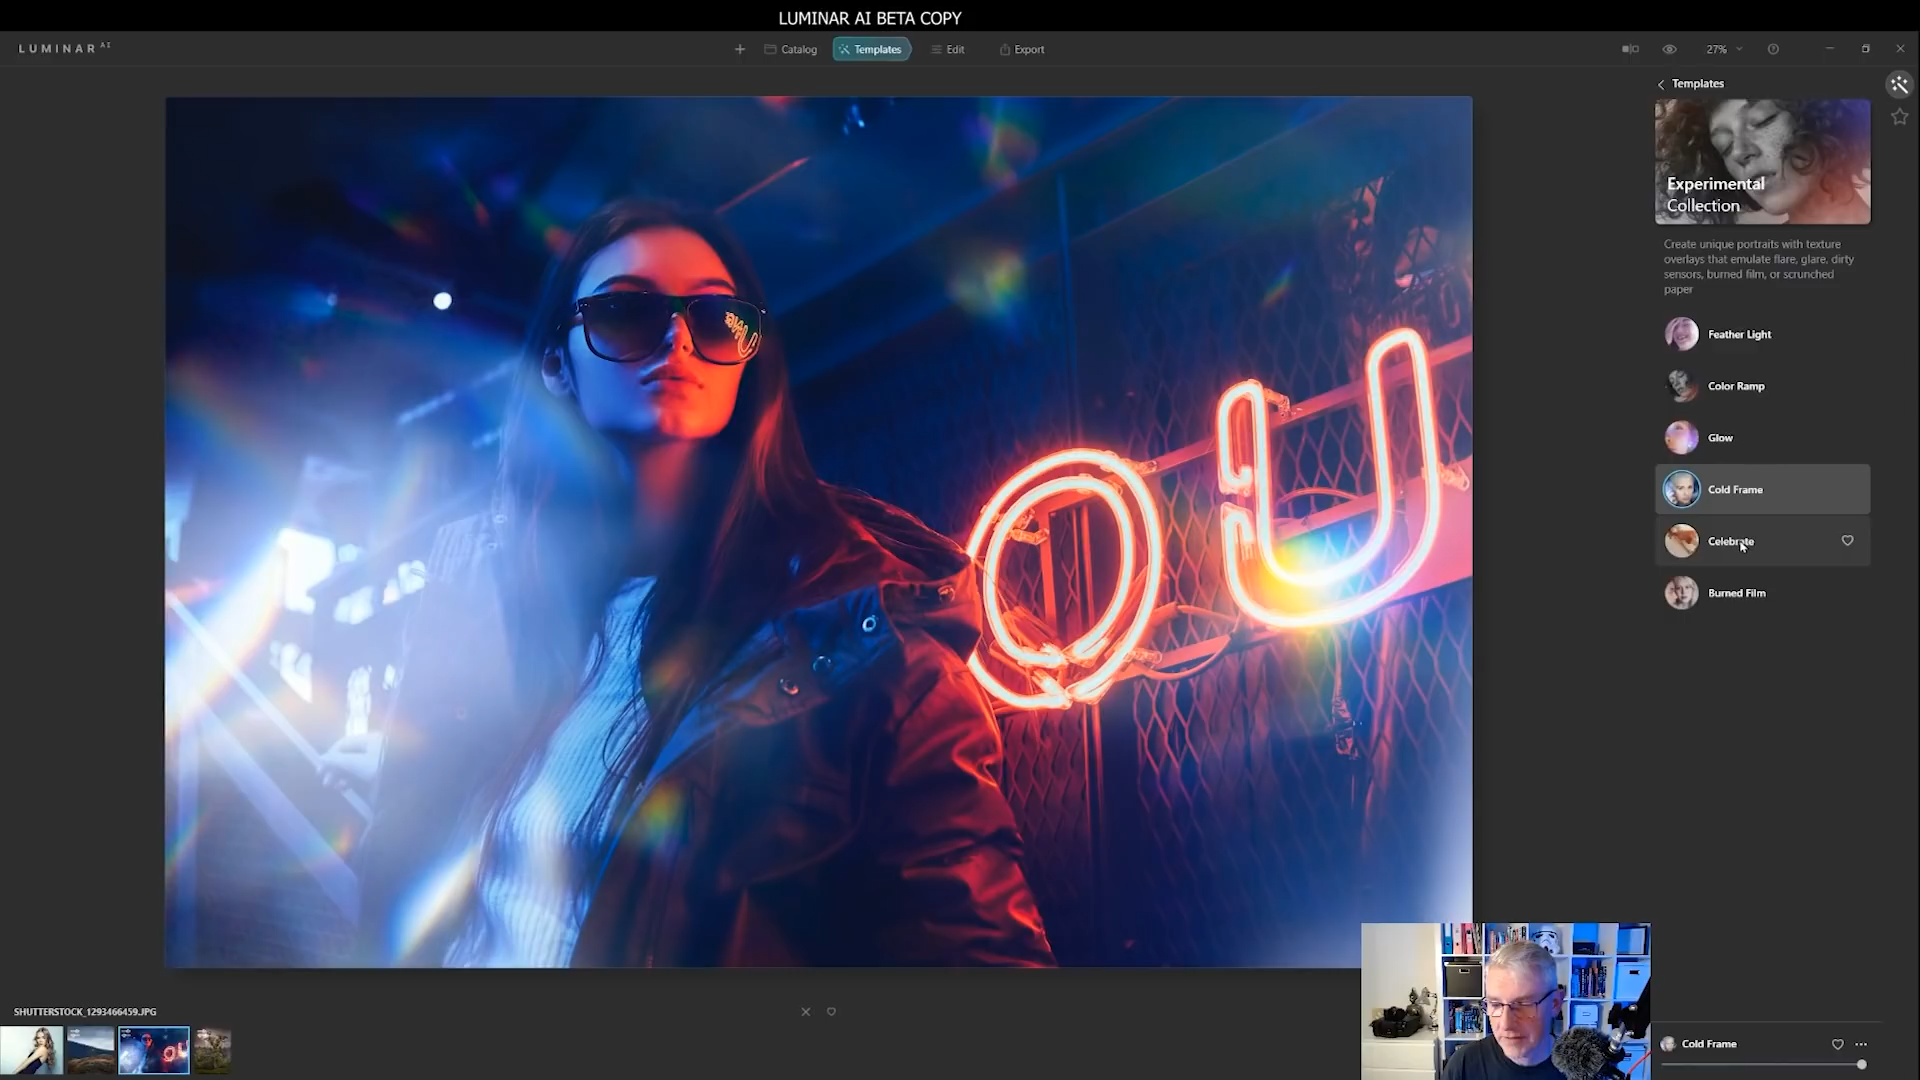 LUMINAR AI BETA COPY
LUMINAR AI
Catalog
Templates
Edit
Export
27%
Templates
Experimental
Collection
Create unique portraits with texture
overlays that emulate flare, glare, dirty
sensors, burned film, or scrunched
paper
Feather Light
Color Ramp
Glow
Cold Frame
Celebrate
Burned Film
OU
SHUTTERSTOCK_1293466459.JPG
Cold Frame